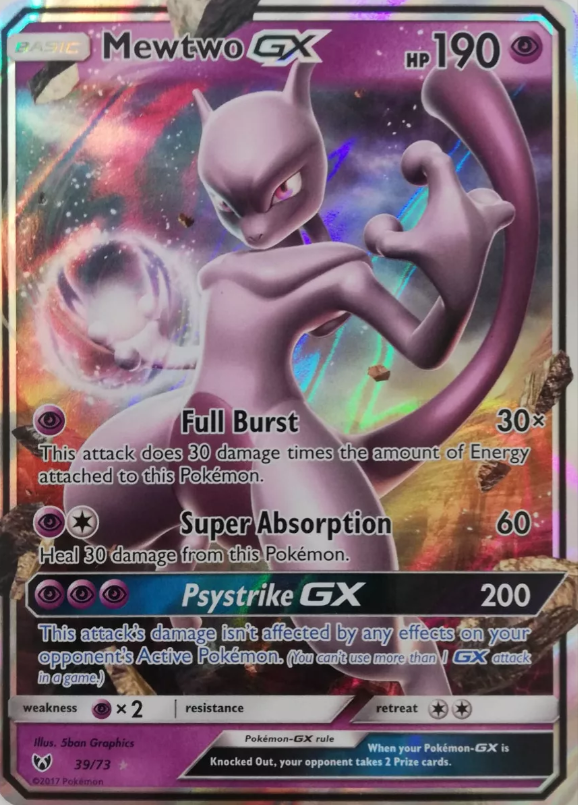 BASIC Mewtwo GX HP 190
Full Burst 30×
This attack does 30 damage times the amount of Energy
attached to this Pokémon.
Super Absorption 60
Heal 30 damage from this Pokémon.
Psystrike GX 200
This attack's damage isn't affected by any effects on your
opponent's Active Pokémon. (You can't use more than 1 GX attack
in a game.)
weakness × 2 resistance retreat
Illus. 5ban Graphics
39/73
©2017 Pokémon
Pokémon-GX rule
When your Pokémon-GX is
Knocked Out, your opponent takes 2 Prize cards.